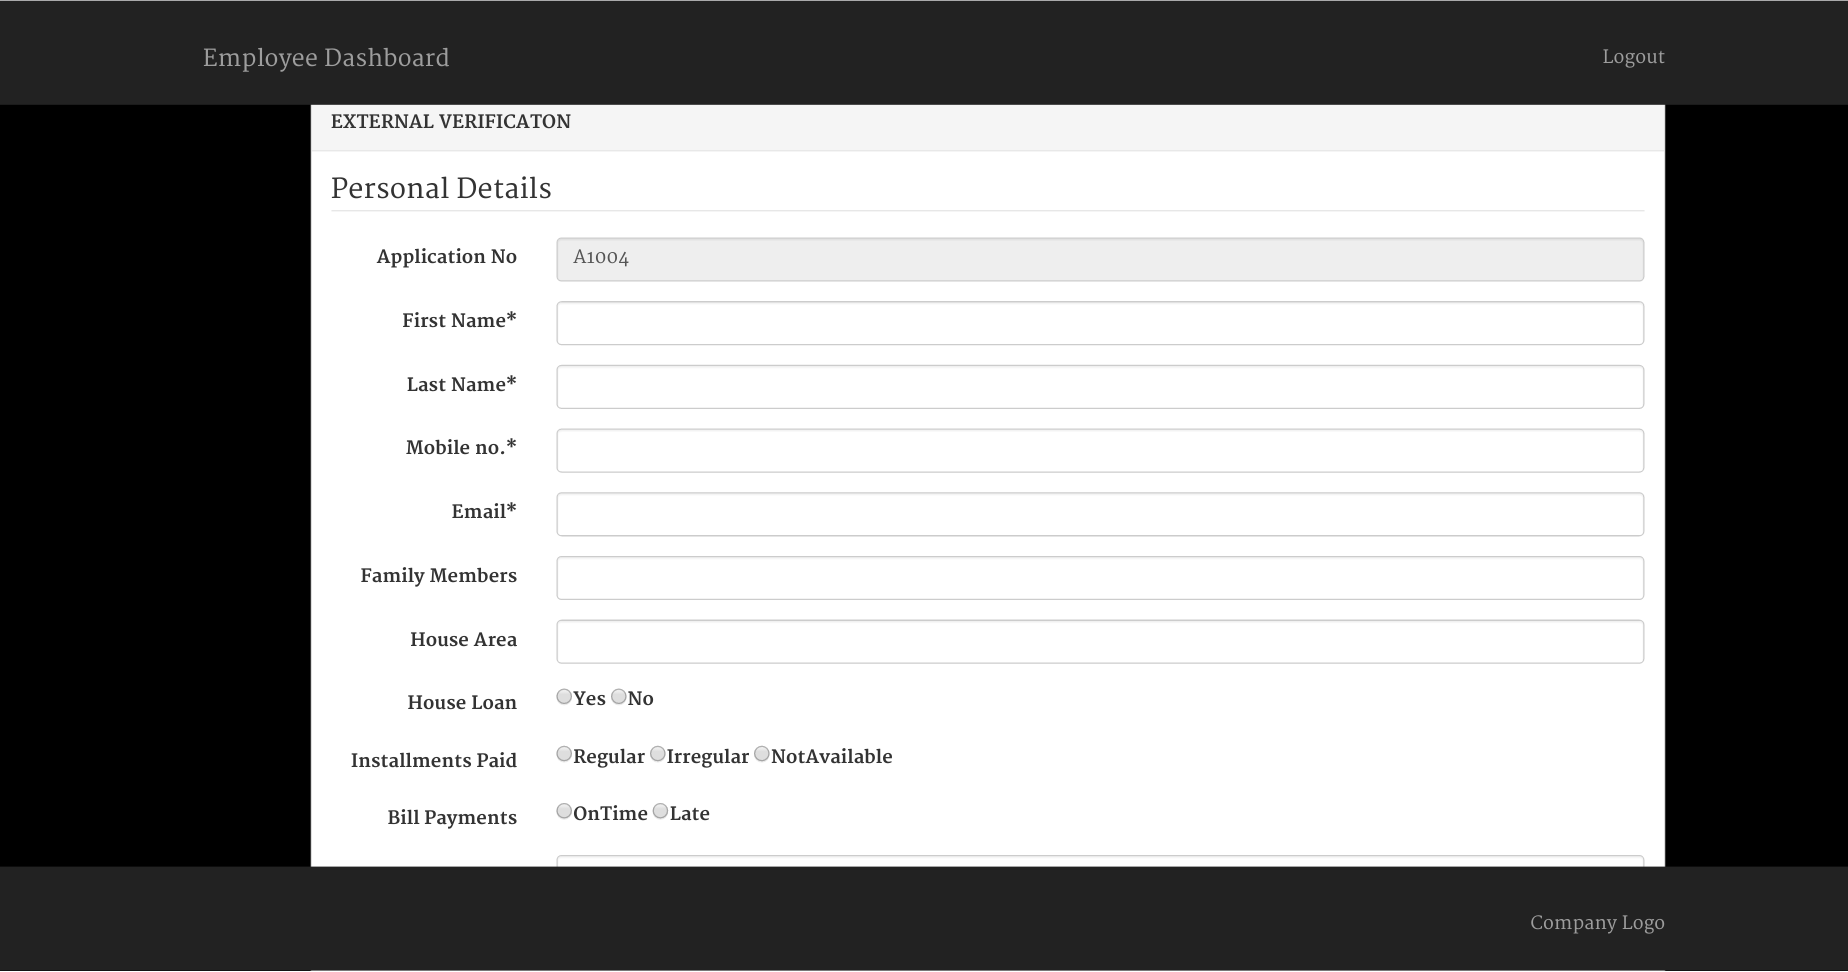 Employee Dashboard
Logout
EXTERNAL VERIFICATON
Personal Details
Application No A1004
First Name*
Last Name*
Mobile no.*
Email*
Family Members
House Area
House Loan Yes No
Installments Paid Regular Irregular NotAvailable
Bill Payments OnTime Late
Company Logo